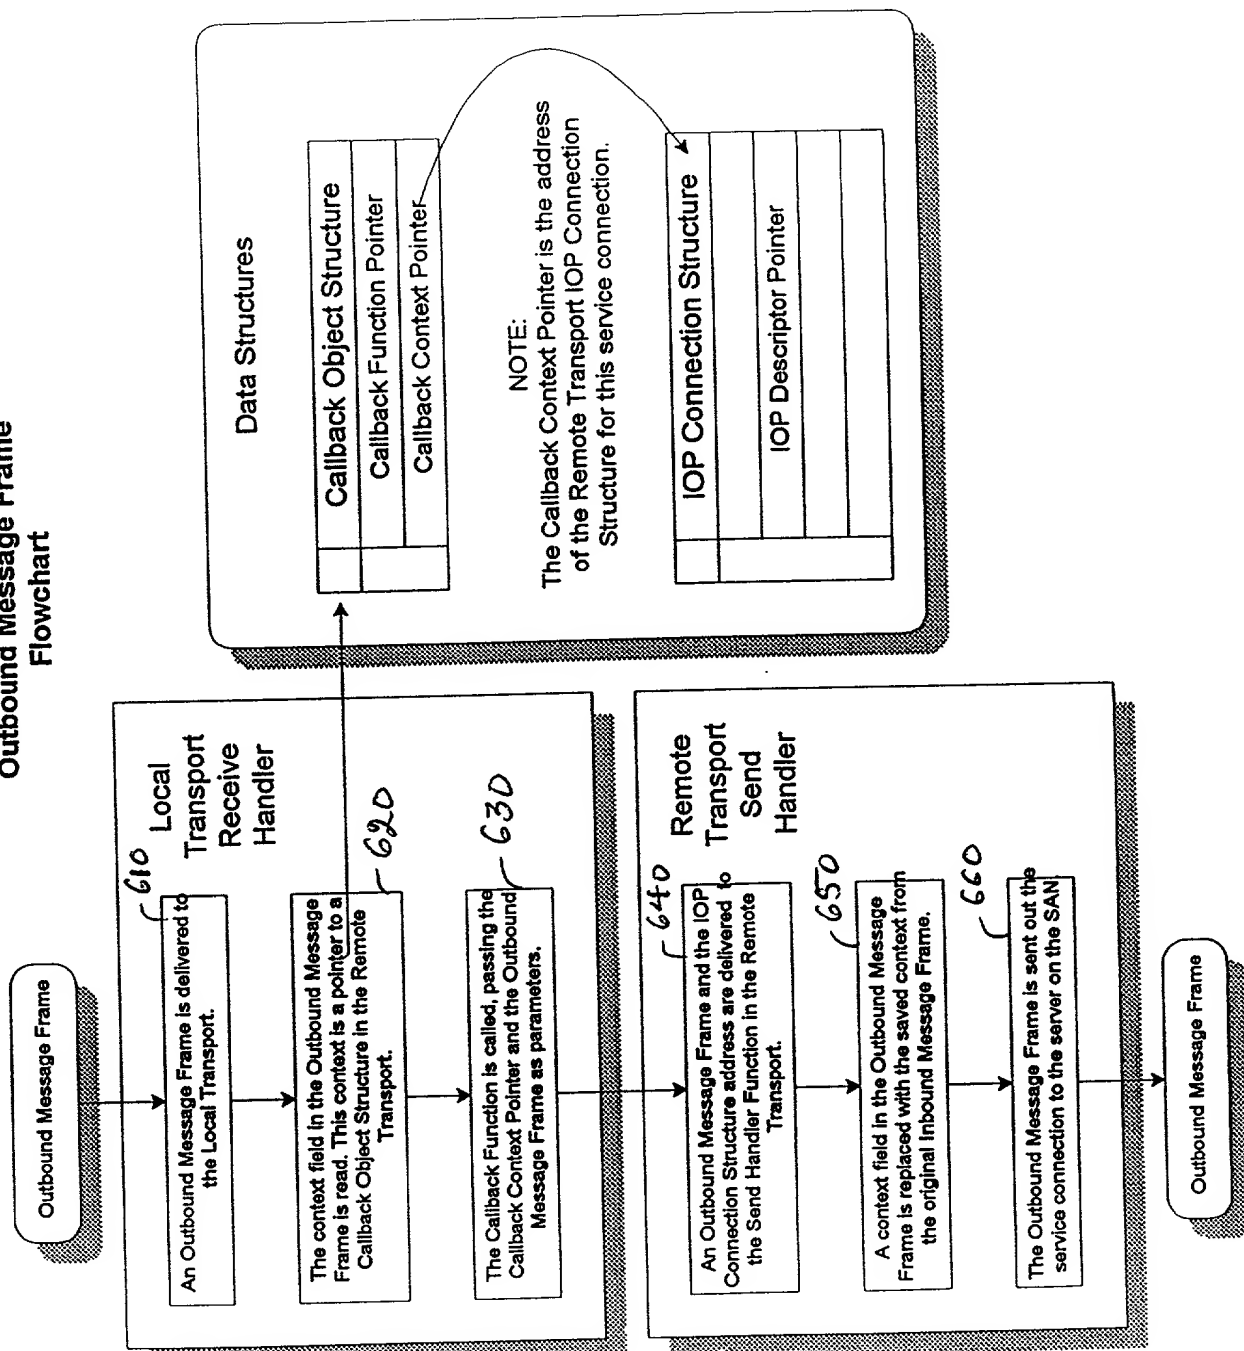 Outbound Message Frame
Flowchart
Outbound Message Frame
610
An Outbound Message Frame is delivered to
the Local Transport.
Local
Transport
Receive
Handler
The context field in the Outbound Message
Frame is read. This context is a pointer to a
Callback Object Structure in the Remote
Transport.
620
The Callback Function is called, passing the
Callback Context Pointer and the Outbound
Message Frame as parameters.
630
640
An Outbound Message Frame and the IOP
Connection Structure address are delivered to
the Send Handler Function in the Remote
Transport.
Remote
Transport
Send
Handler
650
A context field in the Outbound Message
Frame is replaced with the saved context from
the original Inbound Message Frame.
660
The Outbound Message Frame is sent out the
service connection to the server on the SAN.
Outbound Message Frame
Data Structures
Callback Object Structure
Callback Function Pointer
Callback Context Pointer
NOTE:
The Callback Context Pointer is the address
of the Remote Transport IOP Connection
Structure for this service connection.
IOP Connection Structure
IOP Descriptor Pointer